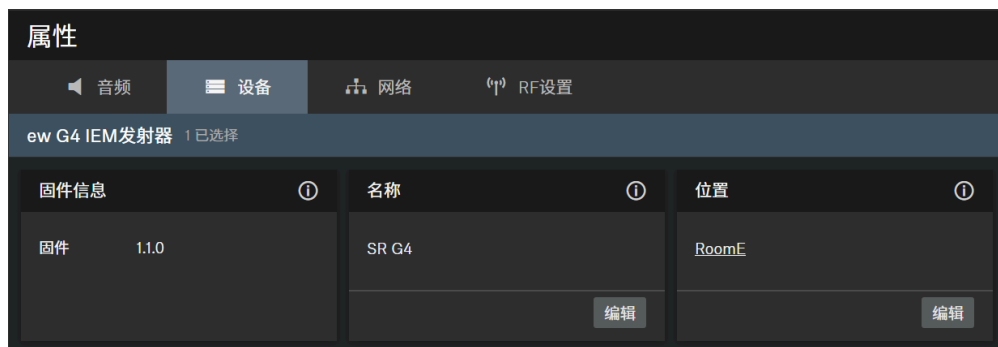 属性
音频 设备 网络 RF设置
ew G4 IEM发射器 1 已选择
固件信息 名称 位置
固件 1.1.0 SR G4 RoomE
编辑 编辑